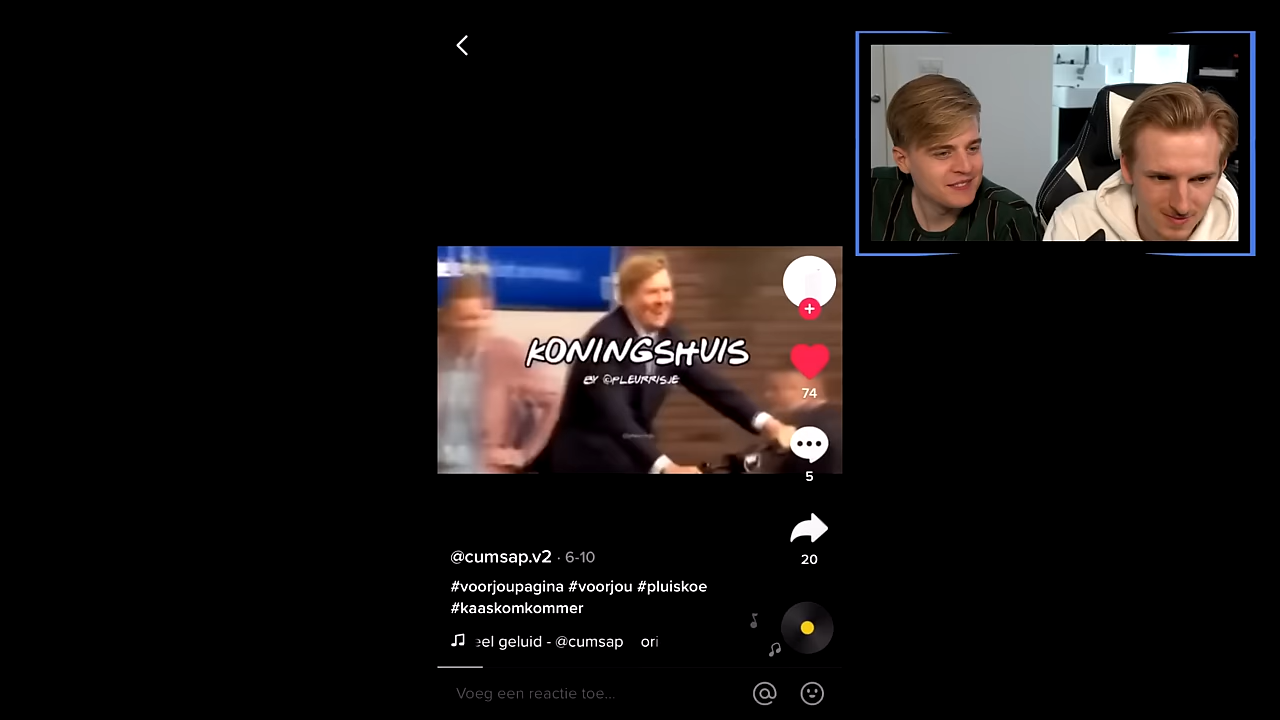 KONINGSHUIS
BY @PLEURRISJE
74
5
20
@cumsap.v2 · 6-10
#voorjoupagina #voorjou #pluiskoe
#kaaskomkommer
eel geluid - @cumsap ori
Voeg een reactie toe...